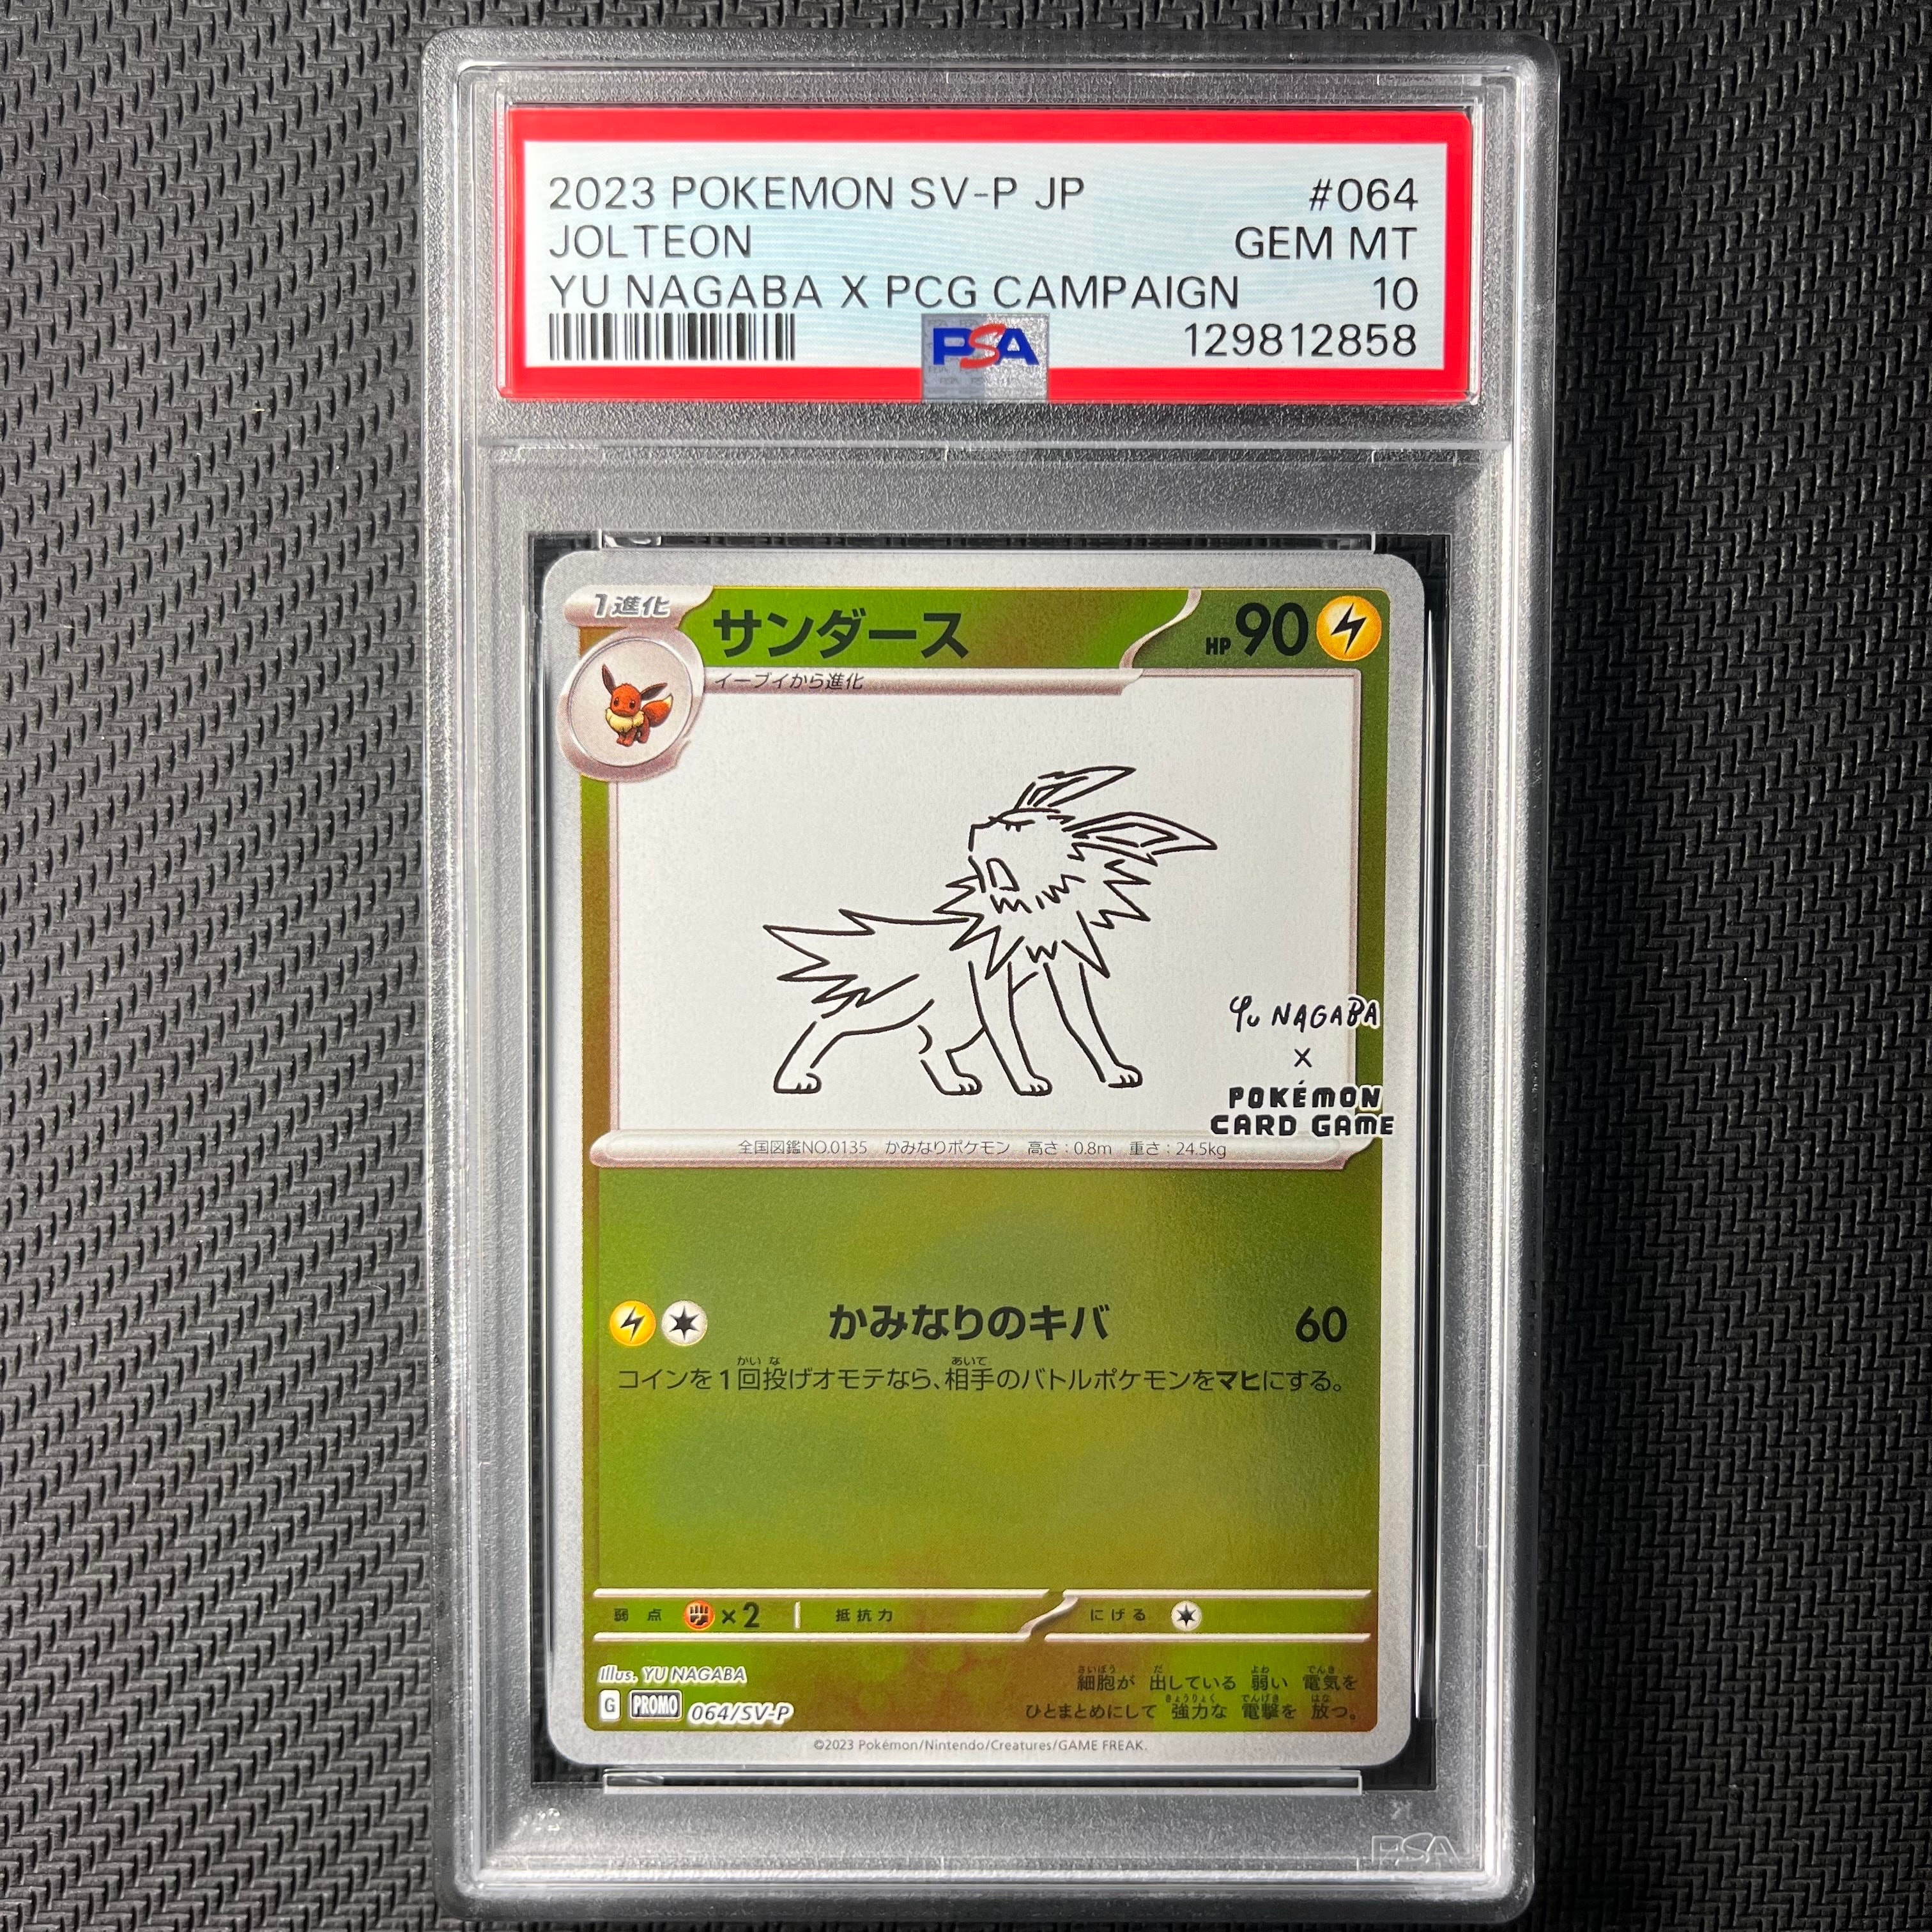 2023 POKEMON SV-P JP #064
JOLTEON GEM MT
YU NAGABA X PCG CAMPAIGN 10
PSA 129812858
1進化 サンダース HP 90
イーブイから進化
Yu NAGABA
×
POKÉMON
CARD GAME
全国図鑑NO.0135 かみなりポケモン 高さ:0.8m 重さ:24.5kg
かみなりのキバ 60
コインを1回投げオモテなら、相手のバトルポケモンをマヒにする。
弱点 ×2 抵抗力 にげる
Illus. YU NAGABA
G PROMO 064/SV-P
細胞が 出している 弱い 電気を
ひとまとめにして 強力な 電撃を 放つ。
©2023 Pokémon/Nintendo/Creatures/GAME FREAK.
PSA